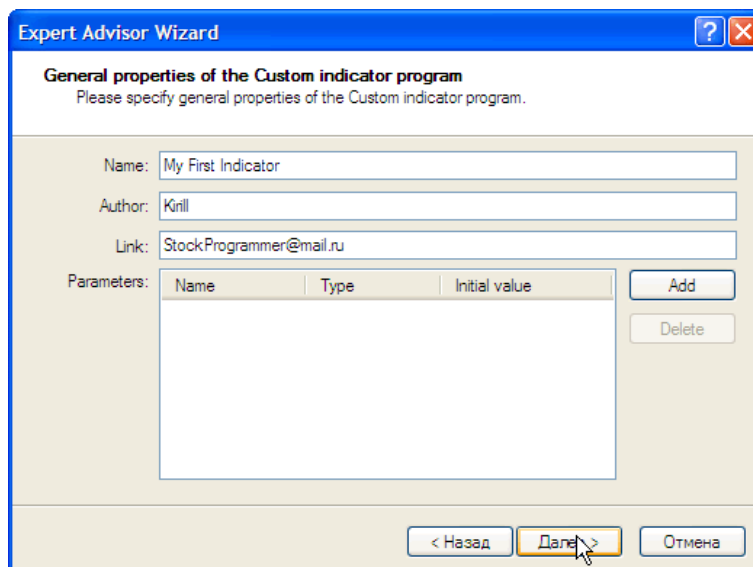 Expert Advisor Wizard
General properties of the Custom indicator program
Please specify general properties of the Custom indicator program.
Name: My First Indicator
Author: Kirill
Link: StockProgrammer@mail.ru
Parameters: Name Type Initial value Add
Delete
< Назад Далее > Отмена